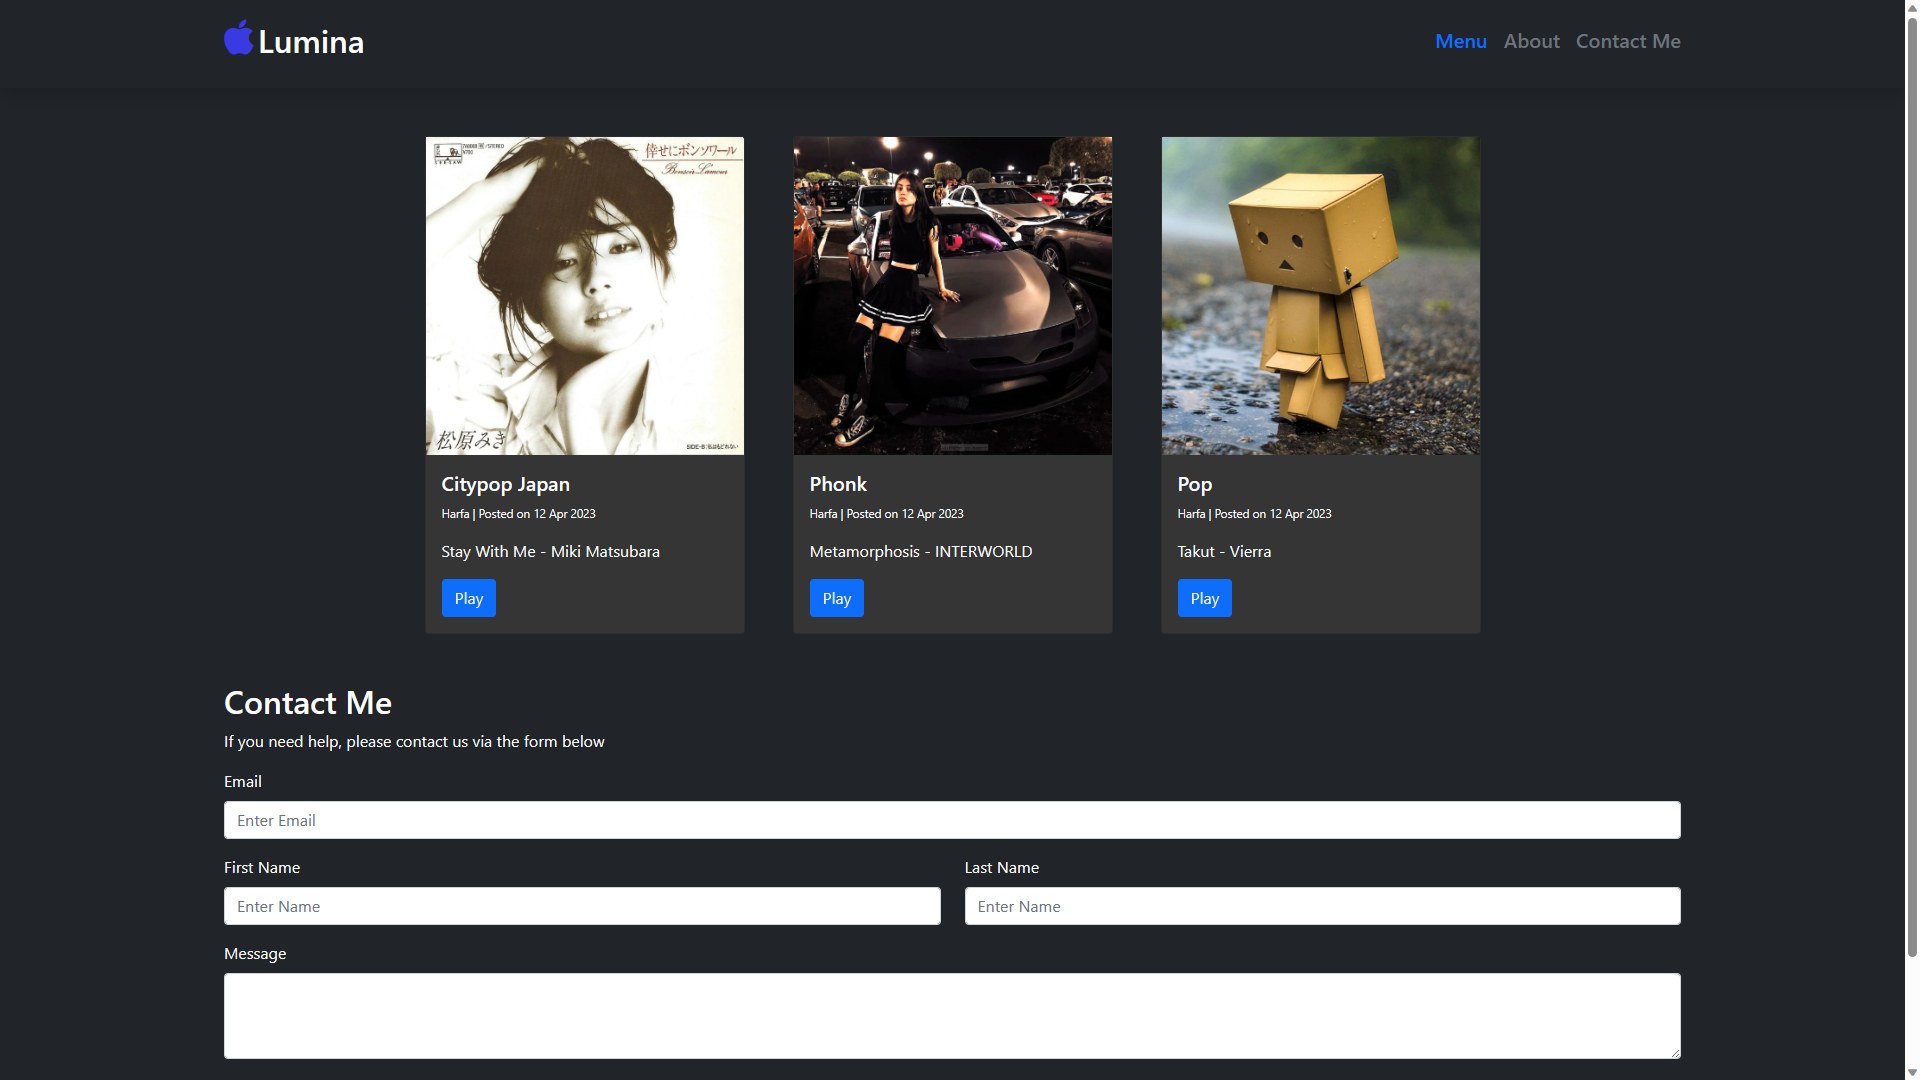 Lumina
Menu About Contact Me
倖せにボンソワール
Bonsoir L'amour
松原みき
Citypop Japan
Harfa | Posted on 12 Apr 2023
Stay With Me - Miki Matsubara
Play
Phonk
Harfa | Posted on 12 Apr 2023
Metamorphosis - INTERWORLD
Play
Pop
Harfa | Posted on 12 Apr 2023
Takut - Vierra
Play
Contact Me
If you need help, please contact us via the form below
Email
Enter Email
First Name
Enter Name
Last Name
Enter Name
Message